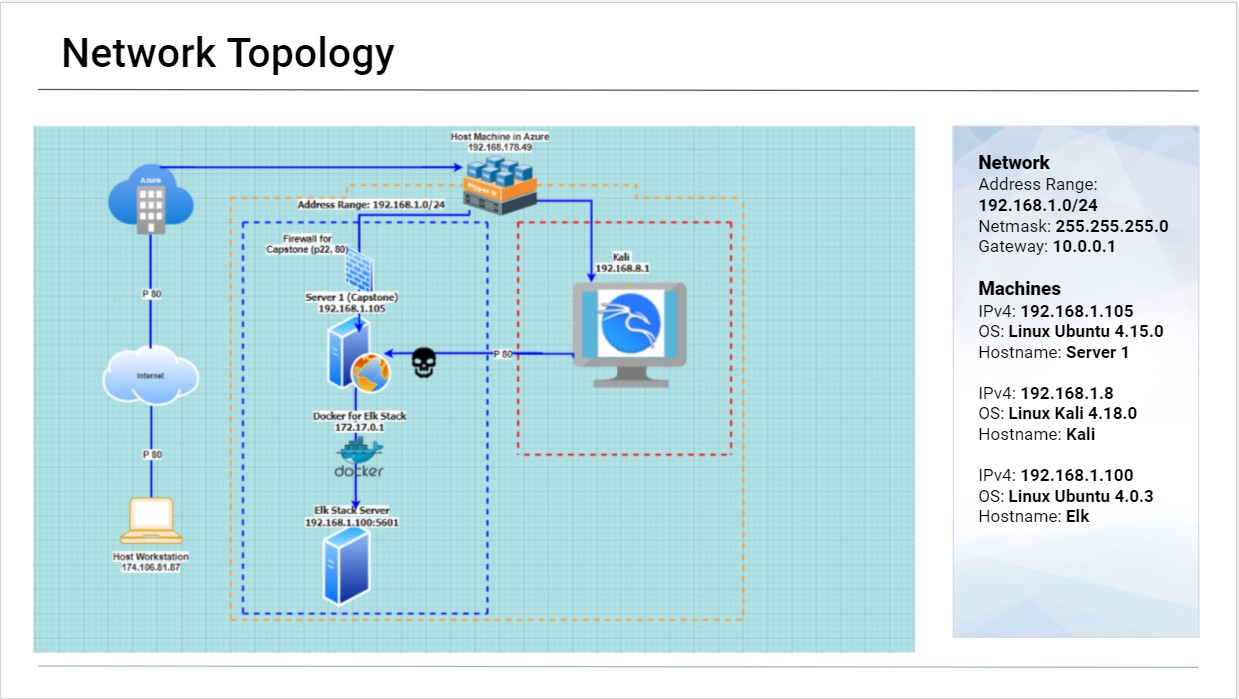 Network Topology
Host Machine in Azure
192.168.178.49
Azure
Hyper-v
Address Range: 192.168.1.0/24
Firewall for
Capstone (p22, 80)
Kali
192.168.8.1
P 80
Server 1 (Capstone)
192.168.1.105
P 80
Internet
Docker for Elk Stack
172.17.0.1
P 80
docker
Elk Stack Server
192.168.1.100:5601
Host Workstation
174.106.81.87
Network
Address Range:
192.168.1.0/24
Netmask: 255.255.255.0
Gateway: 10.0.0.1
Machines
IPv4: 192.168.1.105
OS: Linux Ubuntu 4.15.0
Hostname: Server 1
IPv4: 192.168.1.8
OS: Linux Kali 4.18.0
Hostname: Kali
IPv4: 192.168.1.100
OS: Linux Ubuntu 4.0.3
Hostname: Elk